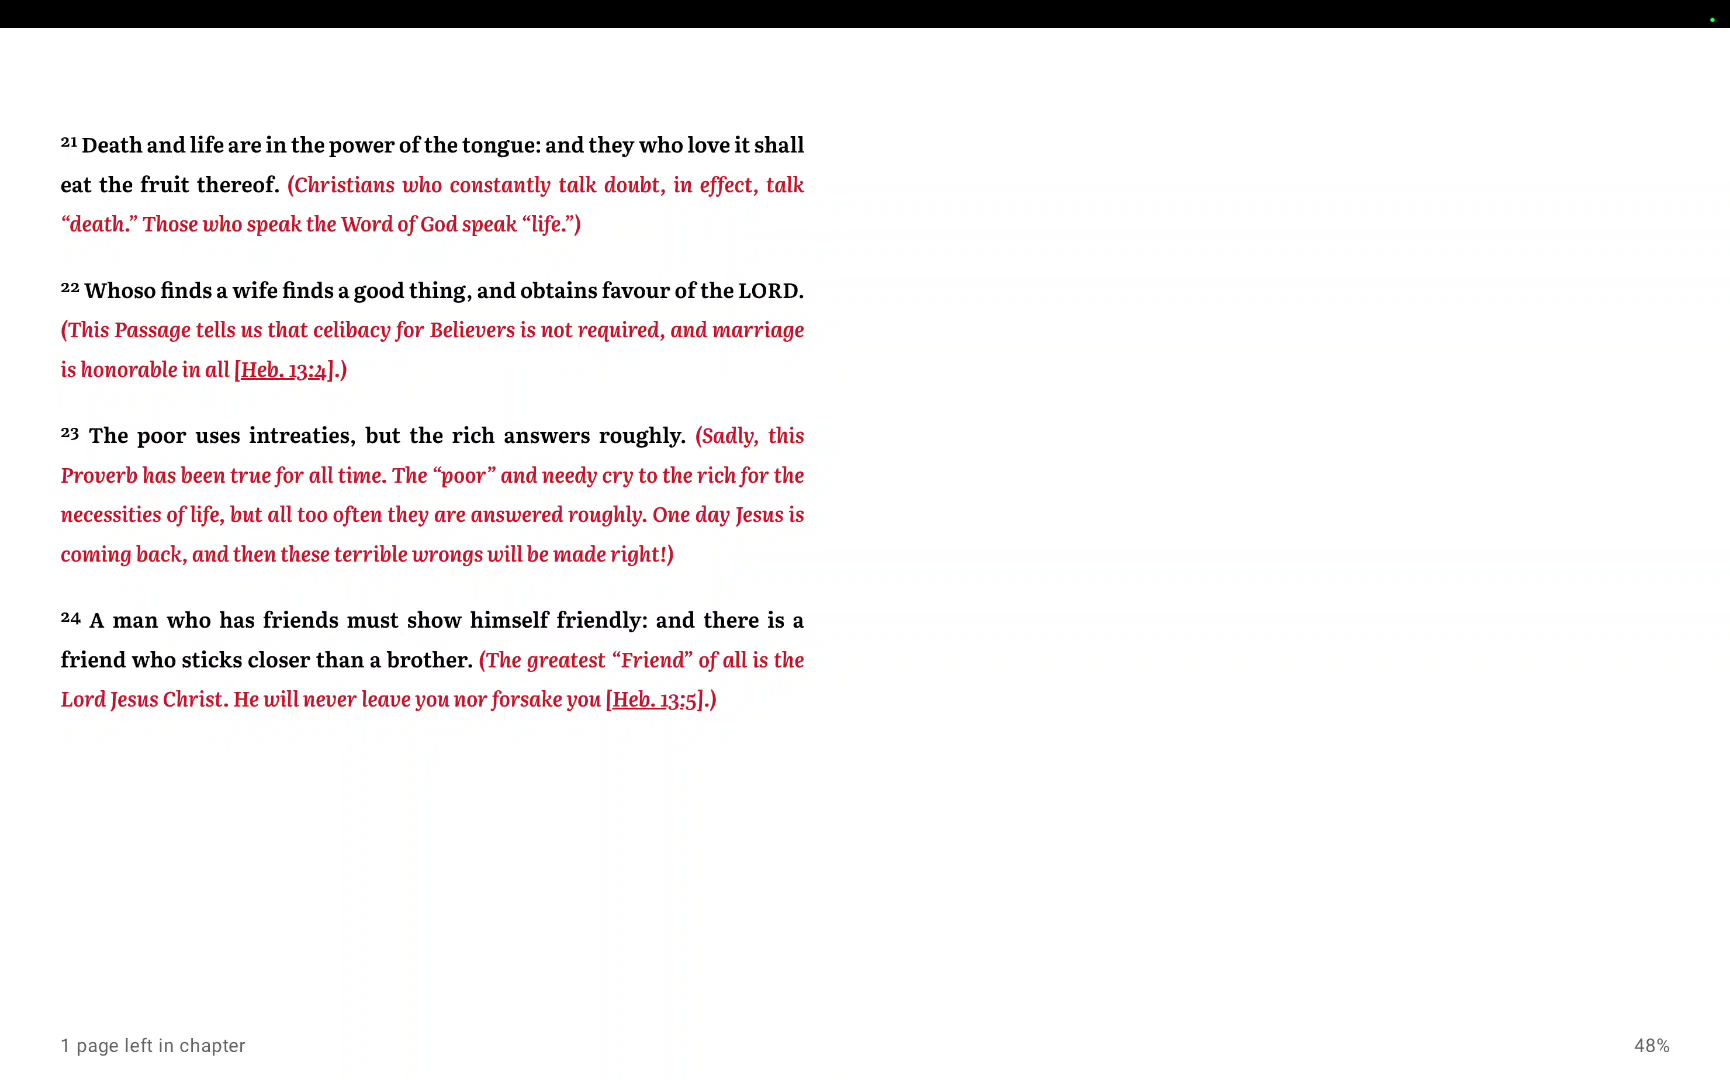 21 Death and life are in the power of the tongue: and they who love it shall
eat the fruit thereof. (Christians who constantly talk doubt, in effect, talk
“death.” Those who speak the Word of God speak “life.”)
22 Whoso finds a wife finds a good thing, and obtains favour of the LORD.
(This Passage tells us that celibacy for Believers is not required, and marriage
is honorable in all [Heb. 13:4].)
23 The poor uses intreaties, but the rich answers roughly. (Sadly, this
Proverb has been true for all time. The “poor” and needy cry to the rich for the
necessities of life, but all too often they are answered roughly. One day Jesus is
coming back, and then these terrible wrongs will be made right!)
24 A man who has friends must show himself friendly: and there is a
friend who sticks closer than a brother. (The greatest “Friend” of all is the
Lord Jesus Christ. He will never leave you nor forsake you [Heb. 13:5].)
1 page left in chapter
48%